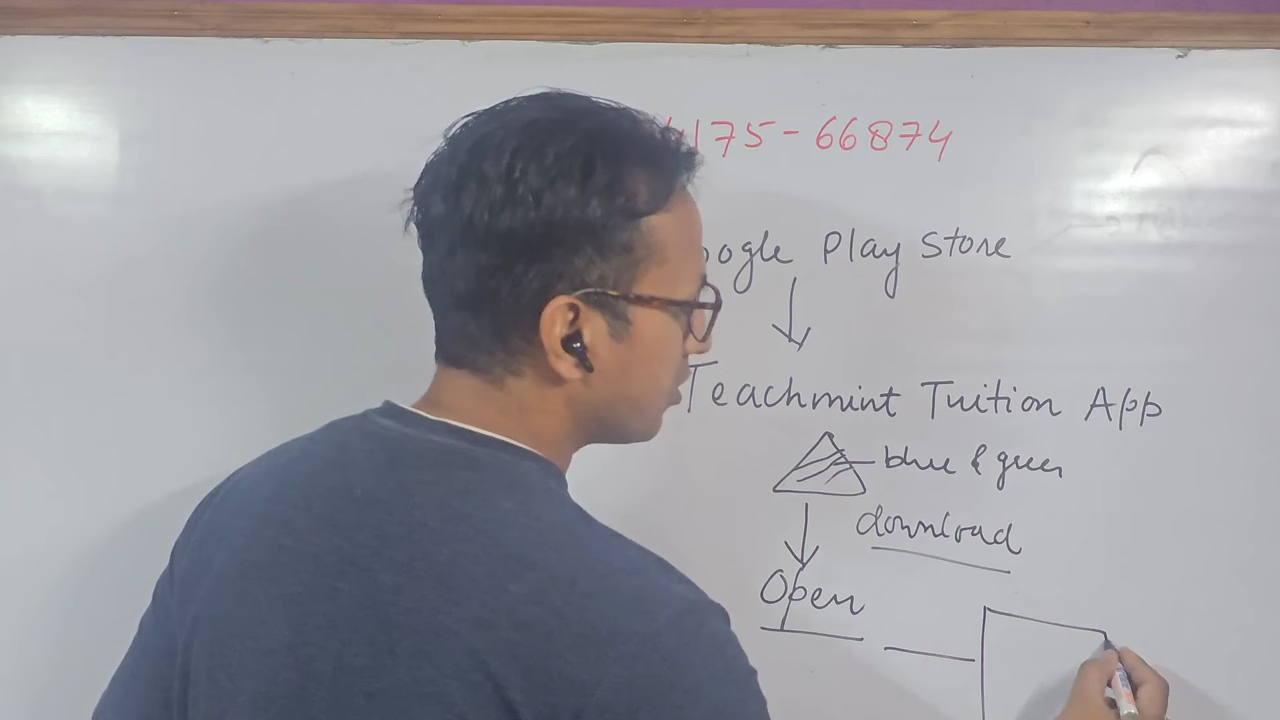 175-66874
oogle Play Store
Teachmint Tuition App
blue & green
download
Open